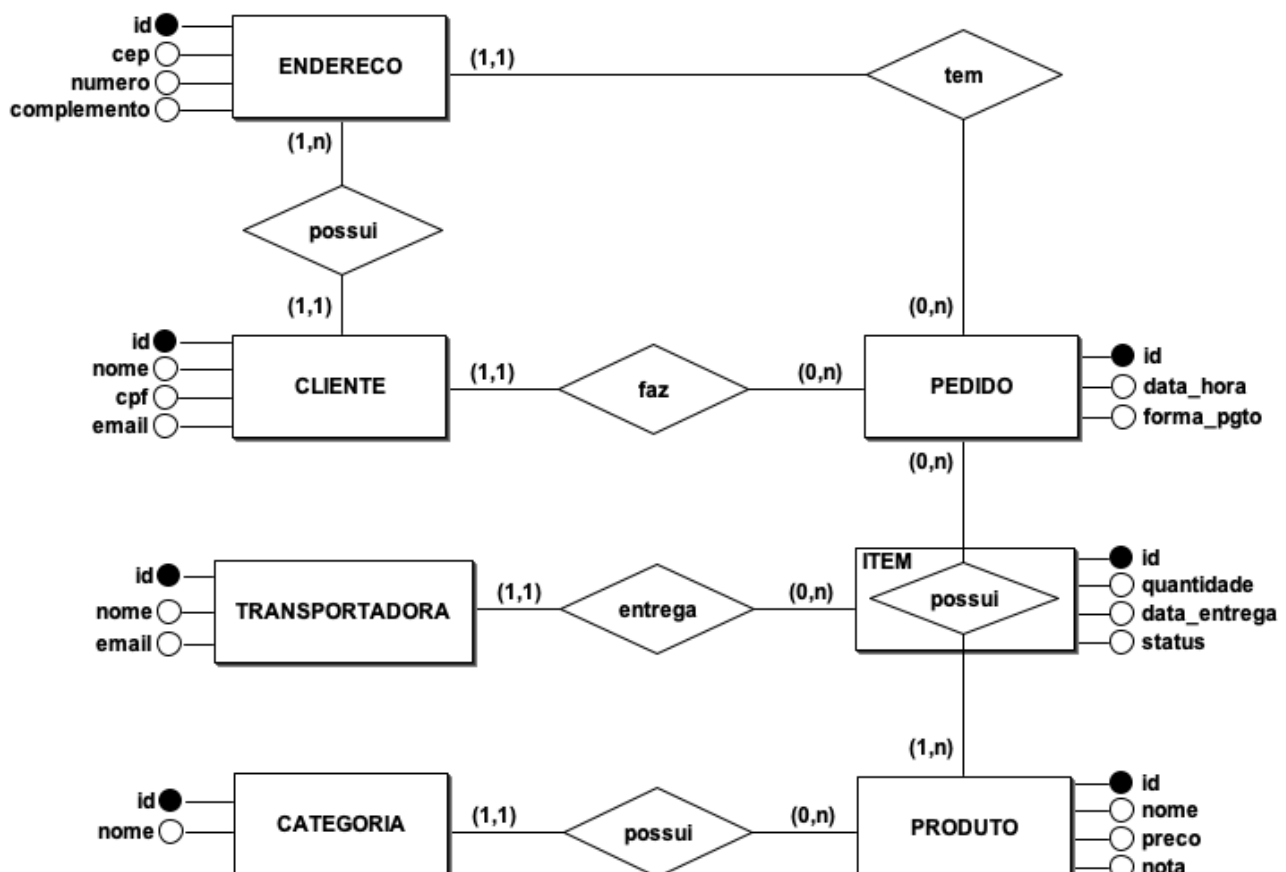 id
cep
numero
complemento
ENDERECO
(1,1)
tem
(1,n)
possui
(1,1)
(0,n)
id
nome
cpf
email
CLIENTE
(1,1)
faz
(0,n)
PEDIDO
id
data_hora
forma_pgto
(0,n)
id
nome
email
TRANSPORTADORA
(1,1)
entrega
(0,n)
ITEM
possui
id
quantidade
data_entrega
status
(1,n)
id
nome
CATEGORIA
(1,1)
possui
(0,n)
PRODUTO
id
nome
preco
nota